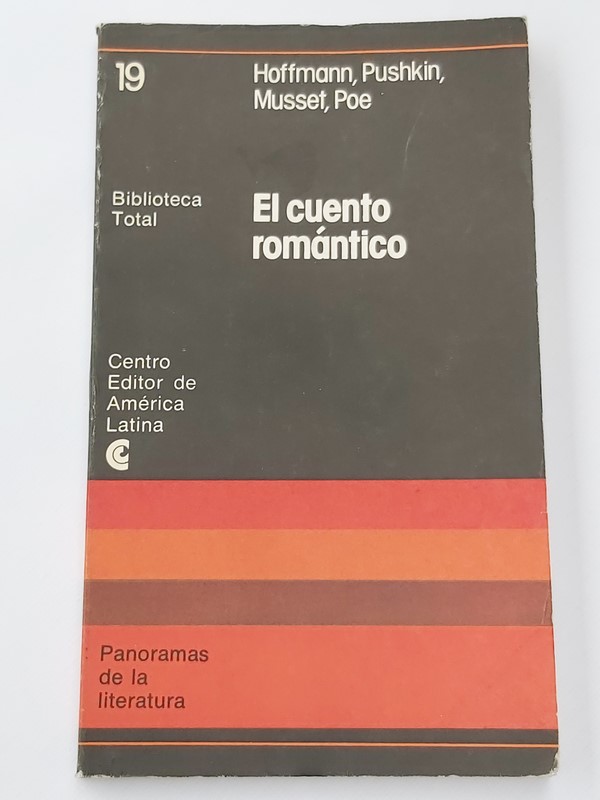 19
Hoffmann, Pushkin,
Musset, Poe
Biblioteca
Total
El cuento
romántico
Centro
Editor de
América
Latina
Panoramas
de la
literatura